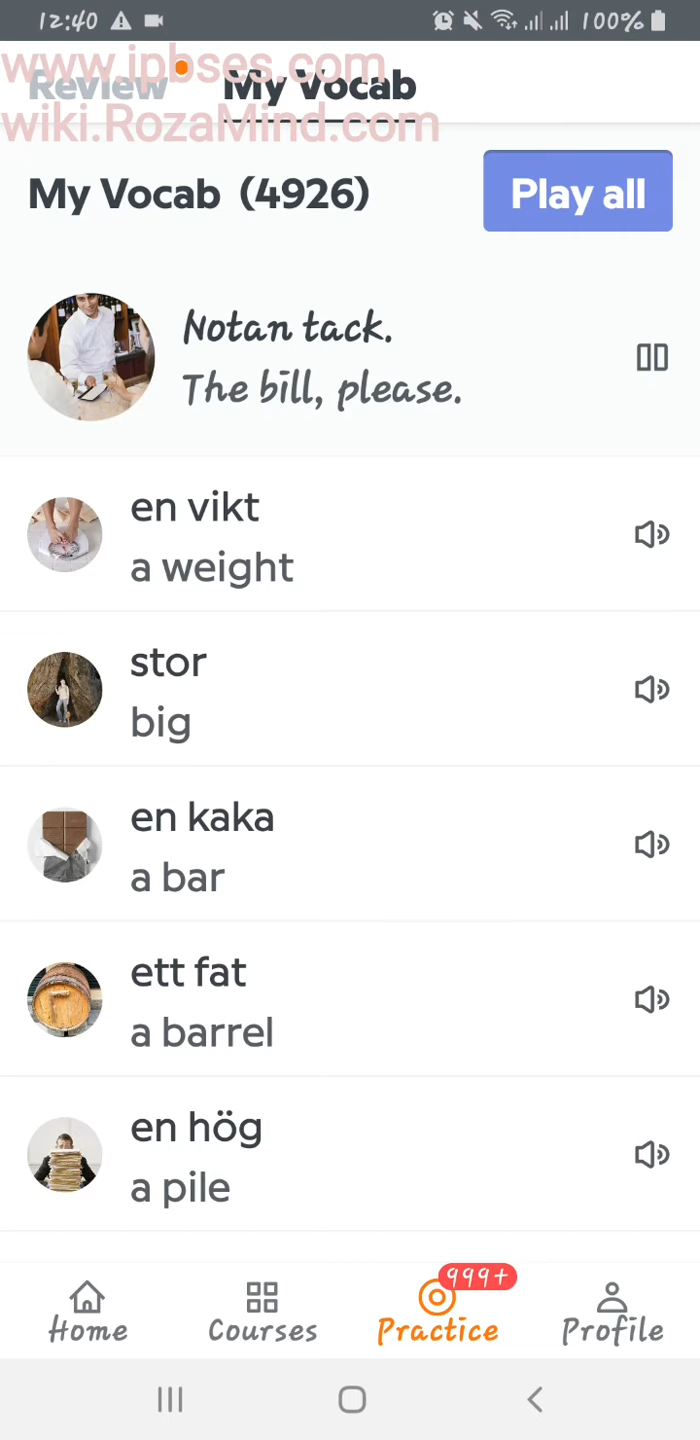 12:40 100%
www.ipbses.com
Review My Vocab
wiki.RozaMind.com
My Vocab (4926) Play all
Notan tack.
The bill, please.
en vikt
a weight
stor
big
en kaka
a bar
ett fat
a barrel
en hög
a pile
999+
Home Courses Practice Profile